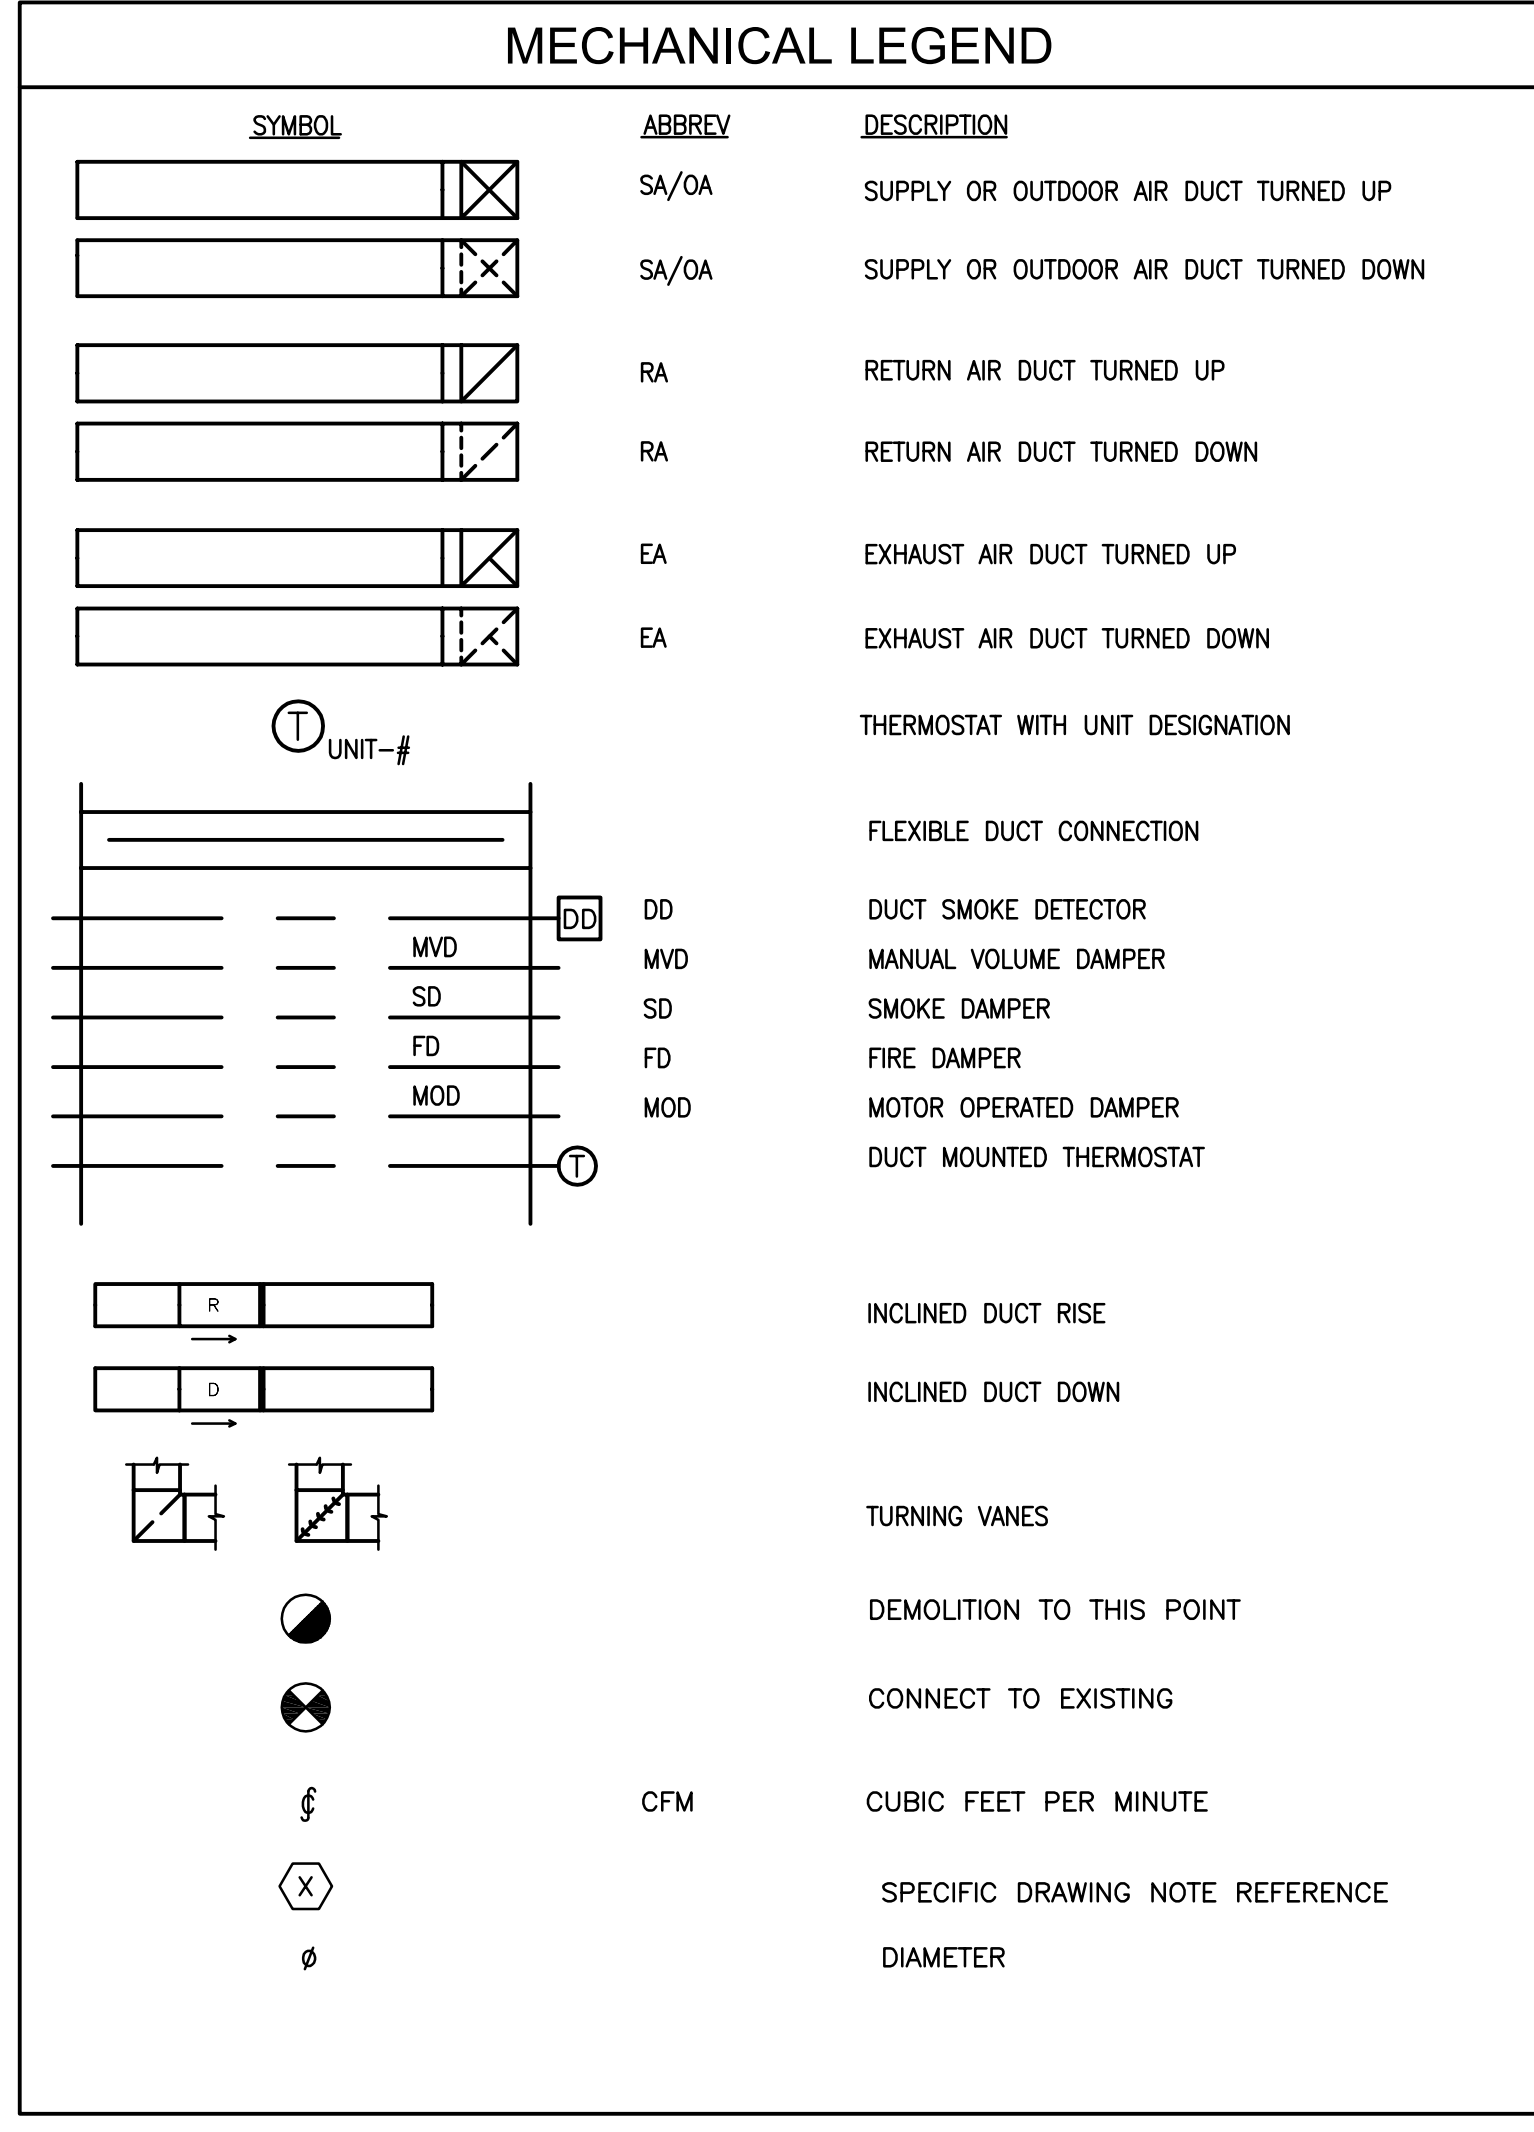 MECHANICAL LEGEND
SYMBOL ABBREV DESCRIPTION
SA/OA SUPPLY OR OUTDOOR AIR DUCT TURNED UP
SA/OA SUPPLY OR OUTDOOR AIR DUCT TURNED DOWN
RA RETURN AIR DUCT TURNED UP
RA RETURN AIR DUCT TURNED DOWN
EA EXHAUST AIR DUCT TURNED UP
EA EXHAUST AIR DUCT TURNED DOWN
T UNIT-# THERMOSTAT WITH UNIT DESIGNATION
FLEXIBLE DUCT CONNECTION
DD DD DUCT SMOKE DETECTOR
MVD MVD MANUAL VOLUME DAMPER
SD SD SMOKE DAMPER
FD FD FIRE DAMPER
MOD MOD MOTOR OPERATED DAMPER
T DUCT MOUNTED THERMOSTAT
R INCLINED DUCT RISE
D INCLINED DUCT DOWN
TURNING VANES
DEMOLITION TO THIS POINT
CONNECT TO EXISTING
CFM CUBIC FEET PER MINUTE
X SPECIFIC DRAWING NOTE REFERENCE
ø DIAMETER